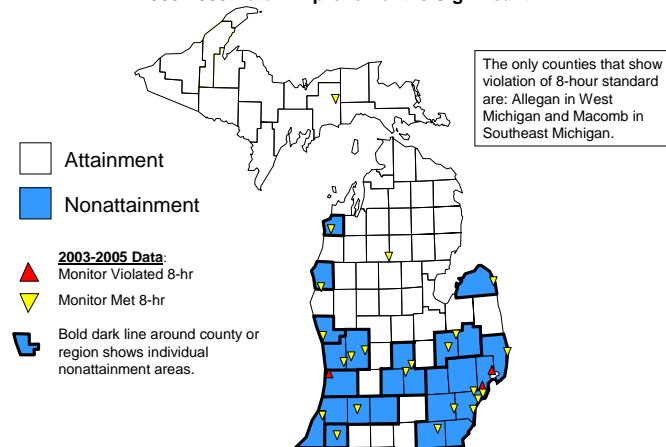 The only counties that show
violation of 8-hour standard
are: Allegan in West
Michigan and Macomb in
Southeast Michigan.
Attainment
Nonattainment
2003-2005 Data:
Monitor Violated 8-hr
Monitor Met 8-hr
Bold dark line around county or
region shows individual
nonattainment areas.